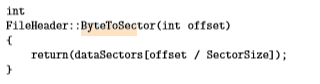 int
FileHeader::ByteToSector(int offset)
{
    return(dataSectors[offset / SectorSize]);
}